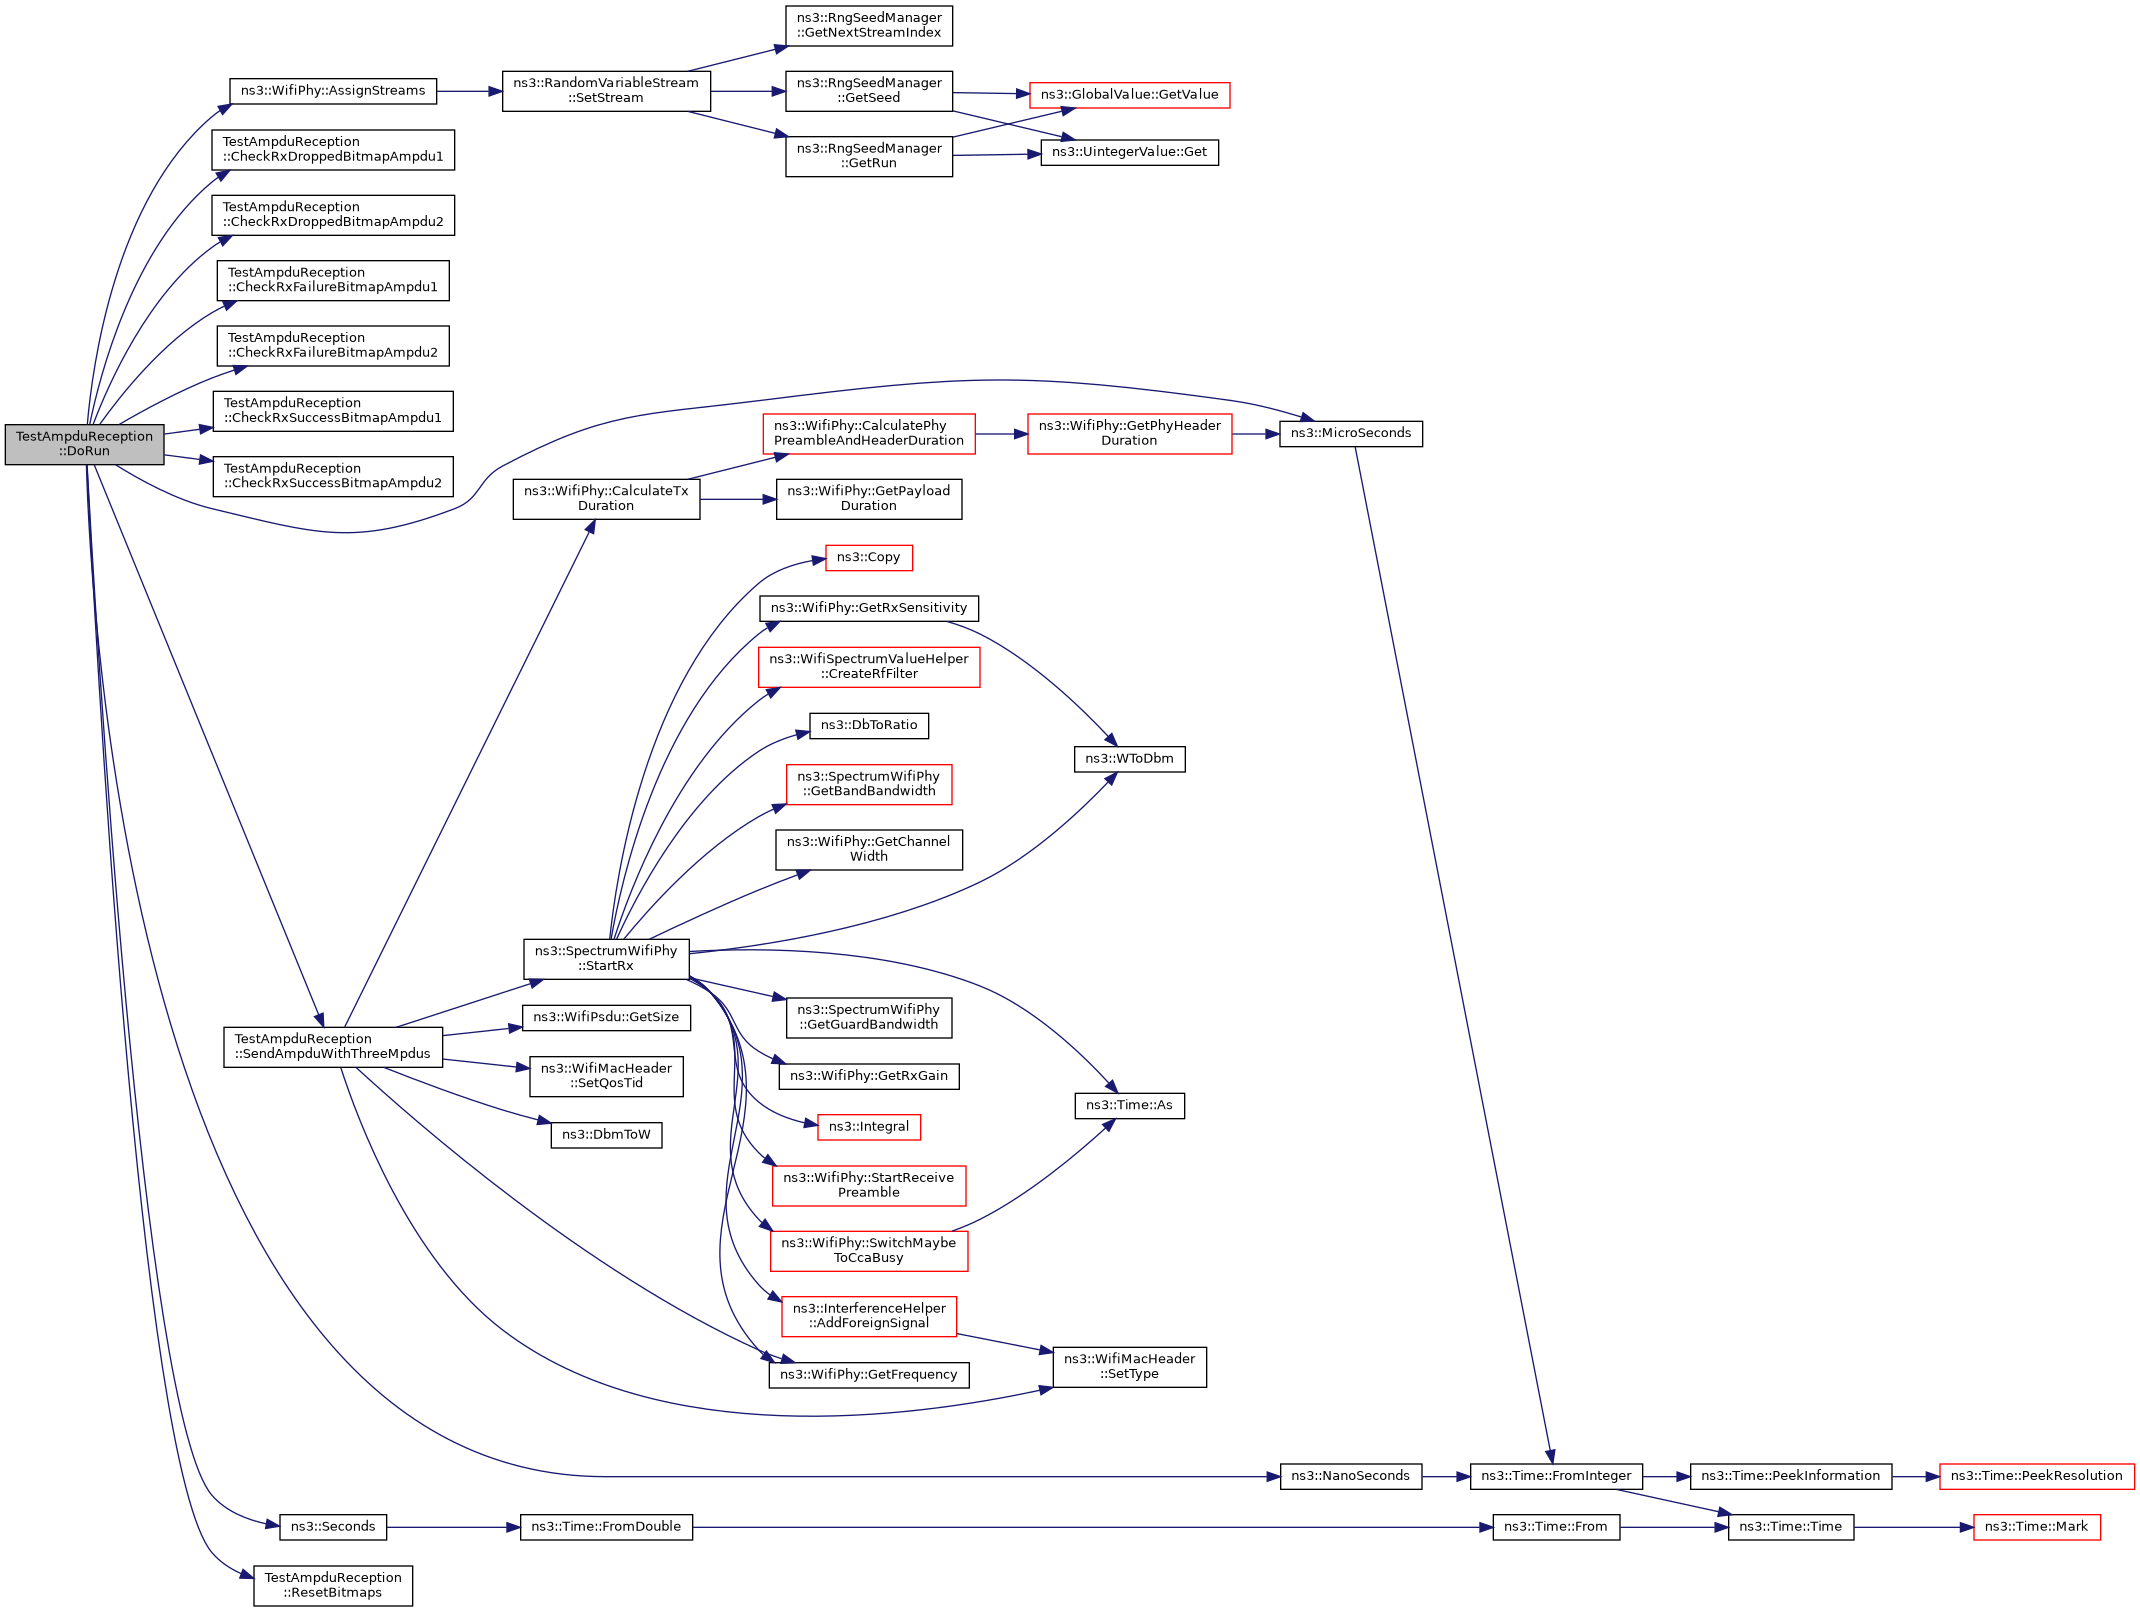 ns3::RngSeedManager
::GetNextStreamIndex
ns3::WifiPhy::AssignStreams
ns3::RandomVariableStream
::SetStream
ns3::RngSeedManager
::GetSeed
ns3::GlobalValue::GetValue
TestAmpduReception
::CheckRxDroppedBitmapAmpdu1
ns3::RngSeedManager
::GetRun
ns3::UintegerValue::Get
TestAmpduReception
::CheckRxDroppedBitmapAmpdu2
TestAmpduReception
::CheckRxFailureBitmapAmpdu1
TestAmpduReception
::CheckRxFailureBitmapAmpdu2
TestAmpduReception
::CheckRxSuccessBitmapAmpdu1
TestAmpduReception
::DoRun
ns3::WifiPhy::CalculatePhy
PreambleAndHeaderDuration
ns3::WifiPhy::GetPhyHeader
Duration
ns3::MicroSeconds
TestAmpduReception
::CheckRxSuccessBitmapAmpdu2
ns3::WifiPhy::CalculateTx
Duration
ns3::WifiPhy::GetPayload
Duration
ns3::Copy
ns3::WifiPhy::GetRxSensitivity
ns3::WifiSpectrumValueHelper
::CreateRfFilter
ns3::DbToRatio
ns3::WToDbm
ns3::SpectrumWifiPhy
::GetBandBandwidth
ns3::WifiPhy::GetChannel
Width
ns3::SpectrumWifiPhy
::StartRx
ns3::SpectrumWifiPhy
::GetGuardBandwidth
ns3::WifiPsdu::GetSize
TestAmpduReception
::SendAmpduWithThreeMpdus
ns3::WifiMacHeader
::SetQosTid
ns3::WifiPhy::GetRxGain
ns3::Time::As
ns3::DbmToW
ns3::Integral
ns3::WifiPhy::StartReceive
Preamble
ns3::WifiPhy::SwitchMaybe
ToCcaBusy
ns3::InterferenceHelper
::AddForeignSignal
ns3::WifiMacHeader
::SetType
ns3::WifiPhy::GetFrequency
ns3::NanoSeconds
ns3::Time::FromInteger
ns3::Time::PeekInformation
ns3::Time::PeekResolution
ns3::Seconds
ns3::Time::FromDouble
ns3::Time::From
ns3::Time::Time
ns3::Time::Mark
TestAmpduReception
::ResetBitmaps